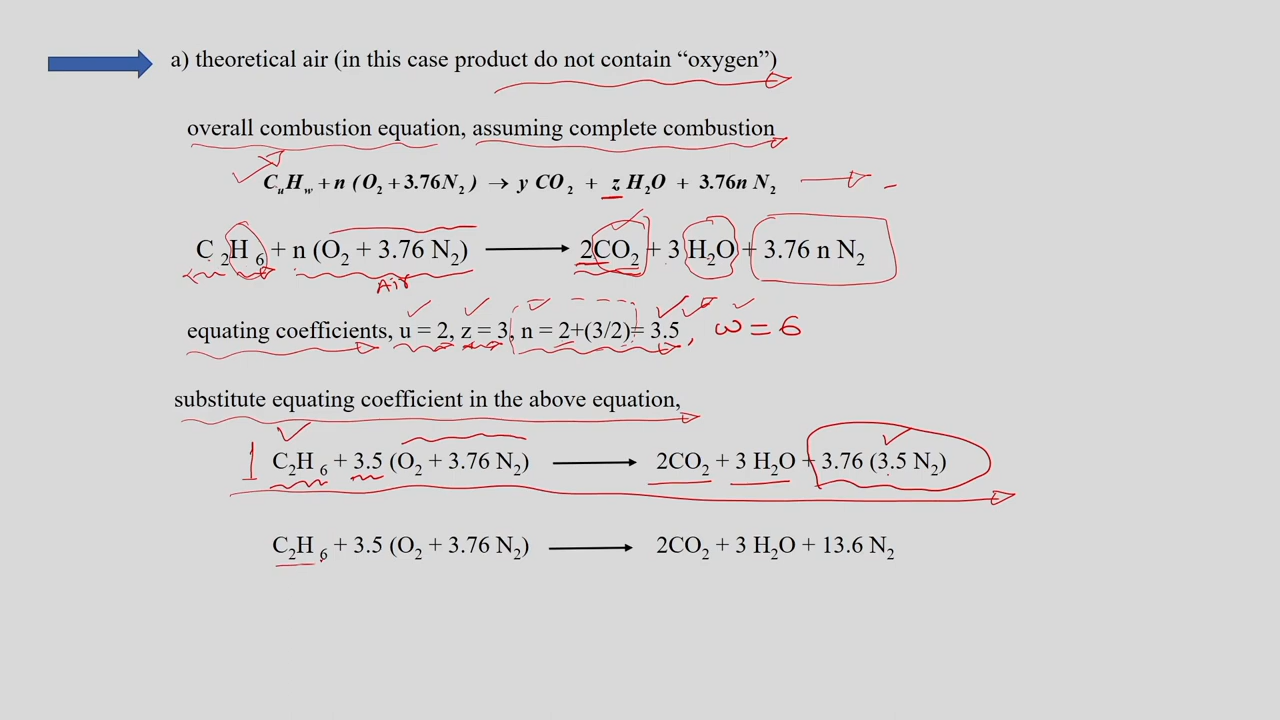 a) theoretical air (in this case product do not contain “oxygen”)
overall combustion equation, assuming complete combustion
CᵤH_w + n (O₂ + 3.76N₂) → y CO₂ + z H₂O + 3.76n N₂
C₂H₆ + n (O₂ + 3.76 N₂) → 2CO₂ + 3 H₂O + 3.76 n N₂
Air
equating coefficients, u = 2, z = 3, n = 2+(3/2)= 3.5, ω = 6
substitute equating coefficient in the above equation,
1 C₂H₆ + 3.5 (O₂ + 3.76 N₂) → 2CO₂ + 3 H₂O + 3.76 (3.5 N₂)
C₂H₆ + 3.5 (O₂ + 3.76 N₂) → 2CO₂ + 3 H₂O + 13.6 N₂